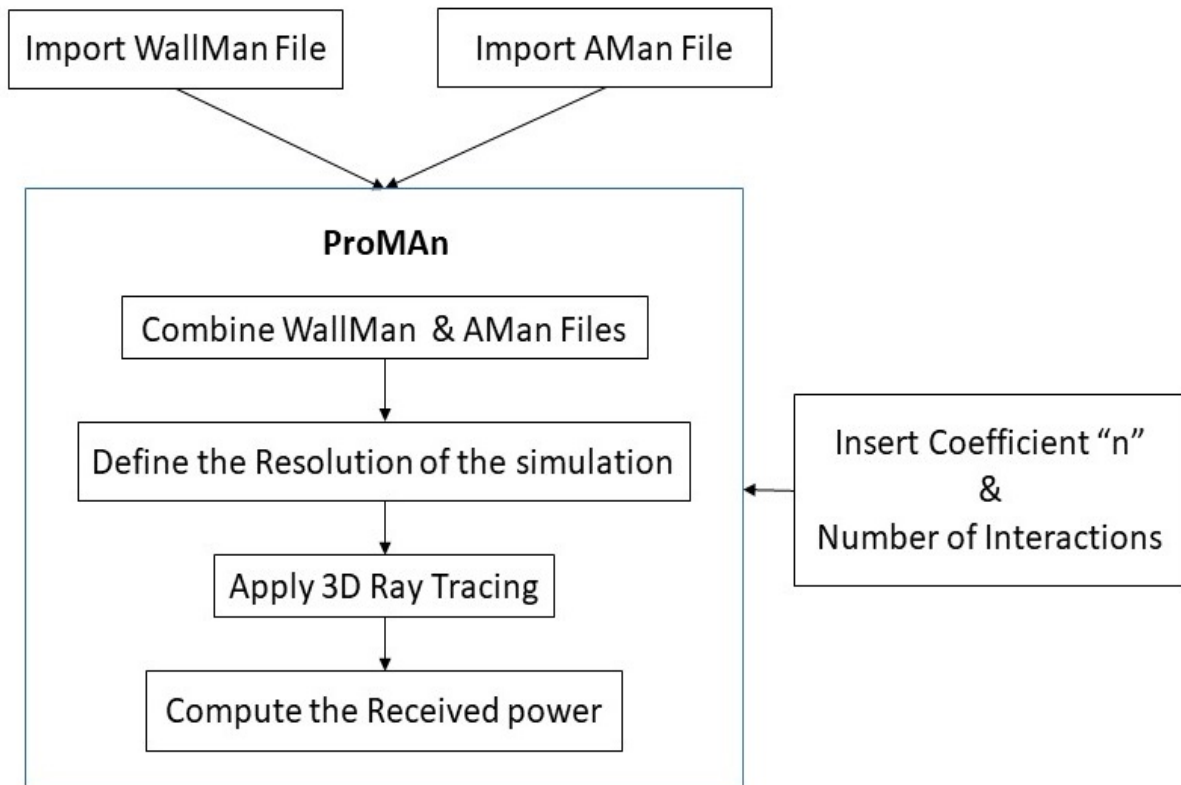 Import WallMan File
Import AMan File
ProMAn
Combine WallMan & AMan Files
Define the Resolution of the simulation
Apply 3D Ray Tracing
Compute the Received power
Insert Coefficient “n”
&
Number of Interactions